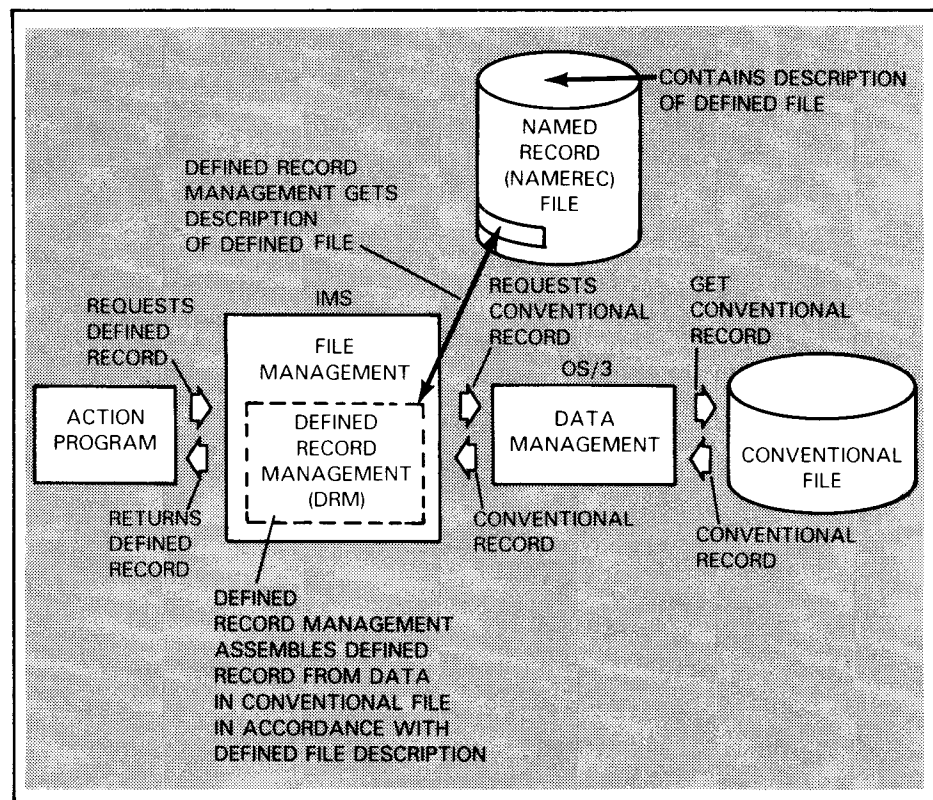 CONTAINS DESCRIPTION
OF DEFINED FILE
NAMED
RECORD
(NAMEREC)
FILE
DEFINED RECORD
MANAGEMENT GETS
DESCRIPTION
OF DEFINED FILE
REQUESTS
DEFINED
RECORD
IMS
REQUESTS
CONVENTIONAL
RECORD
GET
CONVENTIONAL
RECORD
FILE
MANAGEMENT
OS/3
ACTION
PROGRAM
DEFINED
RECORD
MANAGEMENT
(DRM)
DATA
MANAGEMENT
CONVENTIONAL
FILE
RETURNS
DEFINED
RECORD
CONVENTIONAL
RECORD
CONVENTIONAL
RECORD
DEFINED
RECORD MANAGEMENT
ASSEMBLES DEFINED
RECORD FROM DATA
IN CONVENTIONAL FILE
IN ACCORDANCE WITH
DEFINED FILE DESCRIPTION